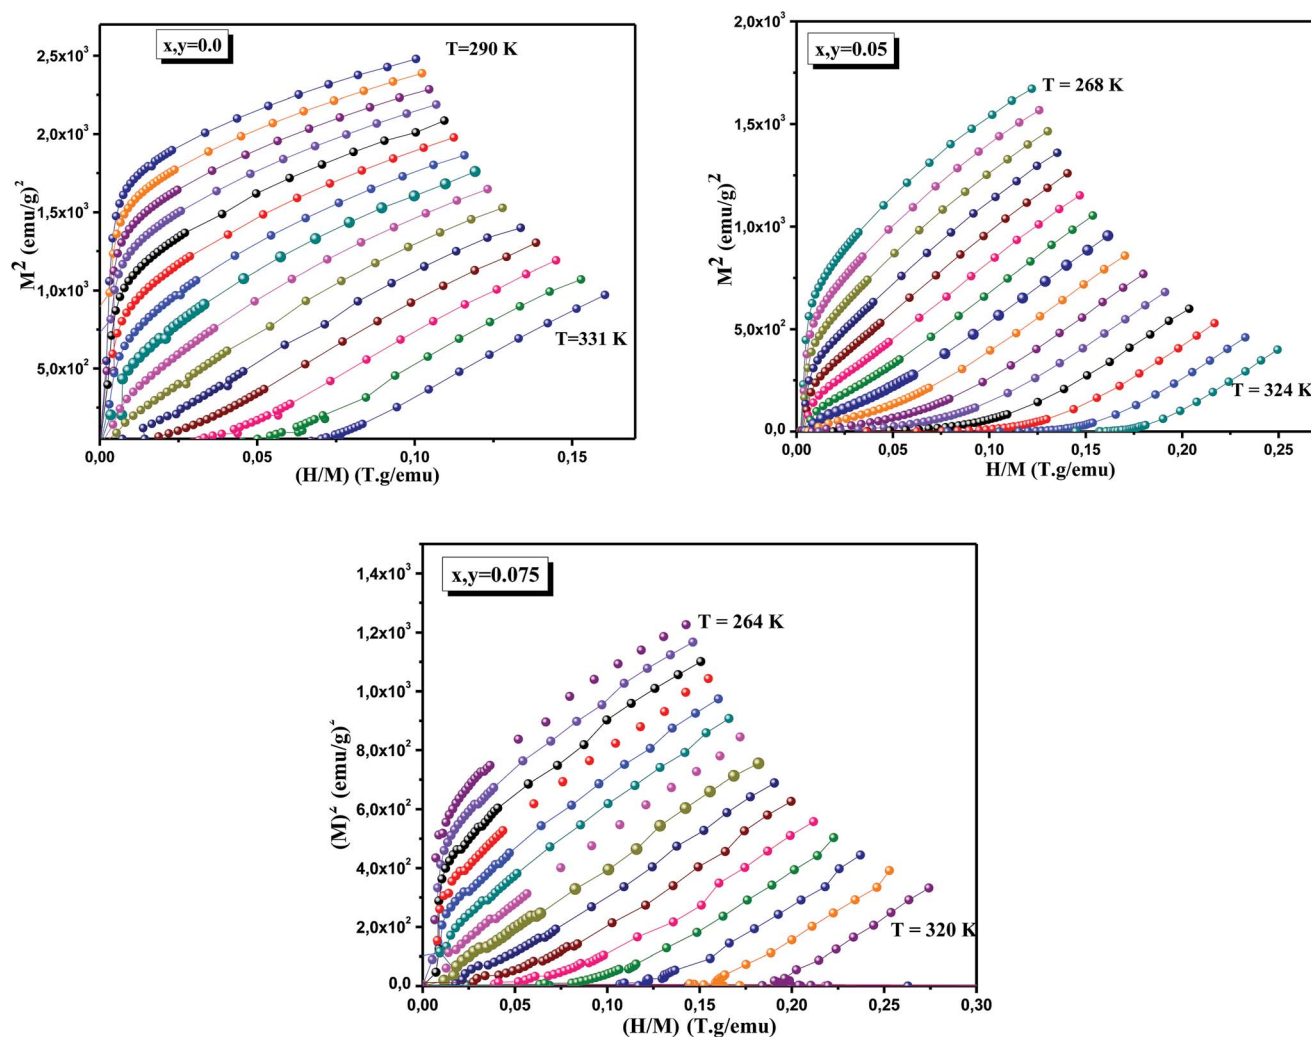 x,y=0.0
T=290 K
2,5x10³
2,0x10³
1,5x10³
1,0x10³
5,0x10²
M² (emu/g)²
T=331 K
0,00 0,05 0,10 0,15
(H/M) (T.g/emu)
x,y=0.05
T = 268 K
2,0x10³
1,5x10³
1,0x10³
5,0x10²
0,0
M² (emu/g)²
T = 324 K
0,00 0,05 0,10 0,15 0,20 0,25
H/M (T.g/emu)
x,y=0.075
T = 264 K
1,4x10³
1,2x10³
1,0x10³
8,0x10²
6,0x10²
4,0x10²
2,0x10²
0,0
(M)² (emu/g)²
T = 320 K
0,00 0,05 0,10 0,15 0,20 0,25 0,30
(H/M) (T.g/emu)